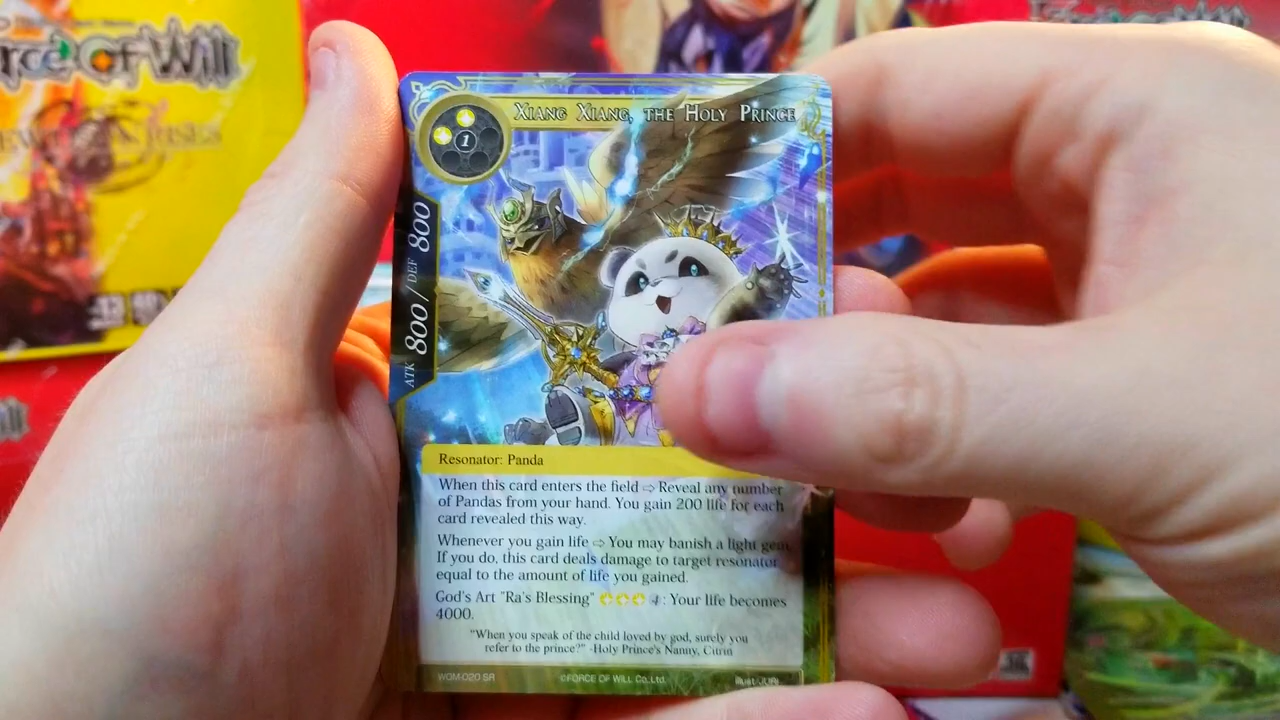 Force Of Will
Xiang Xiang, the Holy Prince
1
ATK 800 / DEF 800
Resonator: Panda
When this card enters the field ⇨ Reveal any number
of Pandas from your hand. You gain 200 life for each
card revealed this way.
Whenever you gain life ⇨ You may banish a light gem.
If you do, this card deals damage to target resonator
equal to the amount of life you gained.
God's Art "Ra's Blessing" : Your life becomes
4000.
"When you speak of the child loved by god, surely you
refer to the prince?" -Holy Prince's Nanny, Citrin
WOM-020 SR ©FORCE OF WILL Co.,Ltd. Illust.